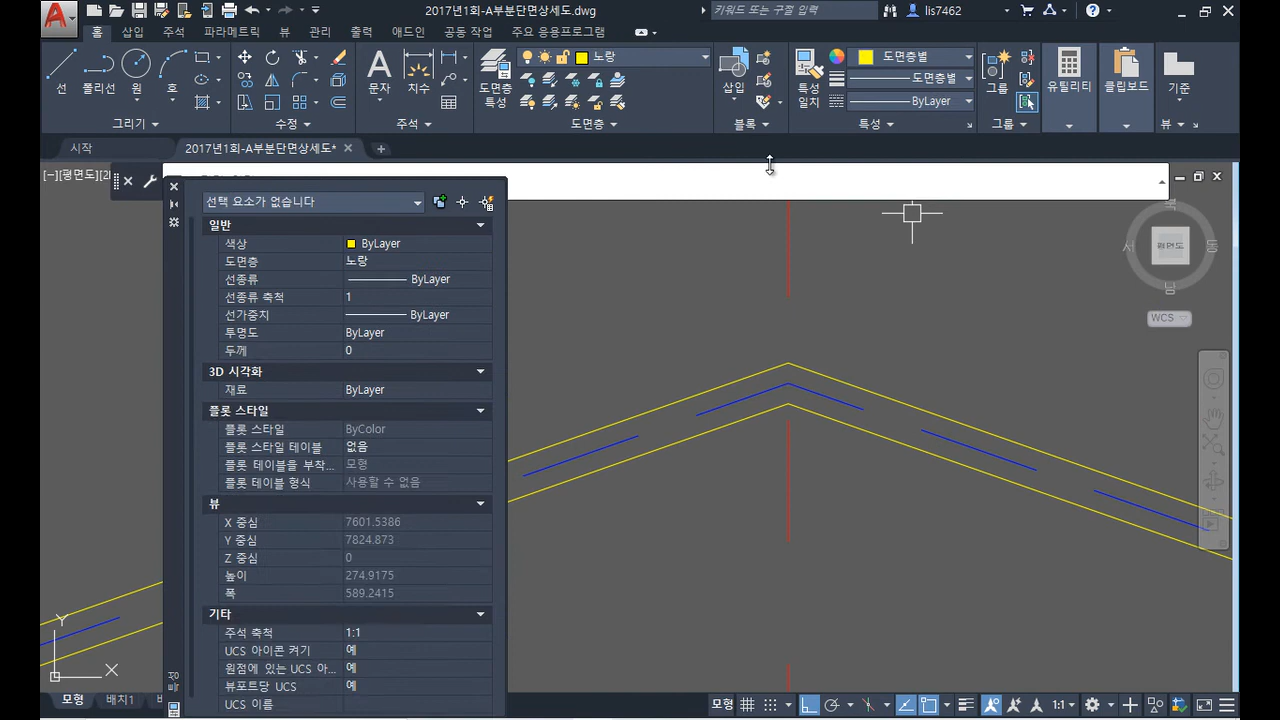 A
2017년1회-A부분단면상세도.dwg
키워드 또는 구절 입력
lis7462
홈 삽입 주석 파라메트릭 뷰 관리 출력 애드인 공동 작업 주요 응용프로그램
선 폴리선 원 호
문자 치수
도면층 특성
노랑
삽입
특성 일치
도면층별
도면층별
ByLayer
그룹
유틸리티
클립보드
기준
그리기 수정 주석 도면층 블록 특성 그룹 뷰
시작 2017년1회-A부분단면상세도*
[−][평면도]
선택 요소가 없습니다
일반
색상 ByLayer
도면층 노랑
선종류 ByLayer
선종류 축척 1
선가중치 ByLayer
투명도 ByLayer
두께 0
3D 시각화
재료 ByLayer
플롯 스타일
플롯 스타일 ByColor
플롯 스타일 테이블 없음
플롯 테이블을 부착... 모형
플롯 테이블 형식 사용할 수 없음
뷰
X 중심 7601.5386
Y 중심 7824.873
Z 중심 0
높이 274.9175
폭 589.2415
기타
주석 축척 1:1
UCS 아이콘 켜기 예
원점에 있는 UCS 아... 예
뷰포트당 UCS 예
UCS 이름
북
서 평면도 동
남
WCS
Y
X
모형 배치1
모형 1:1